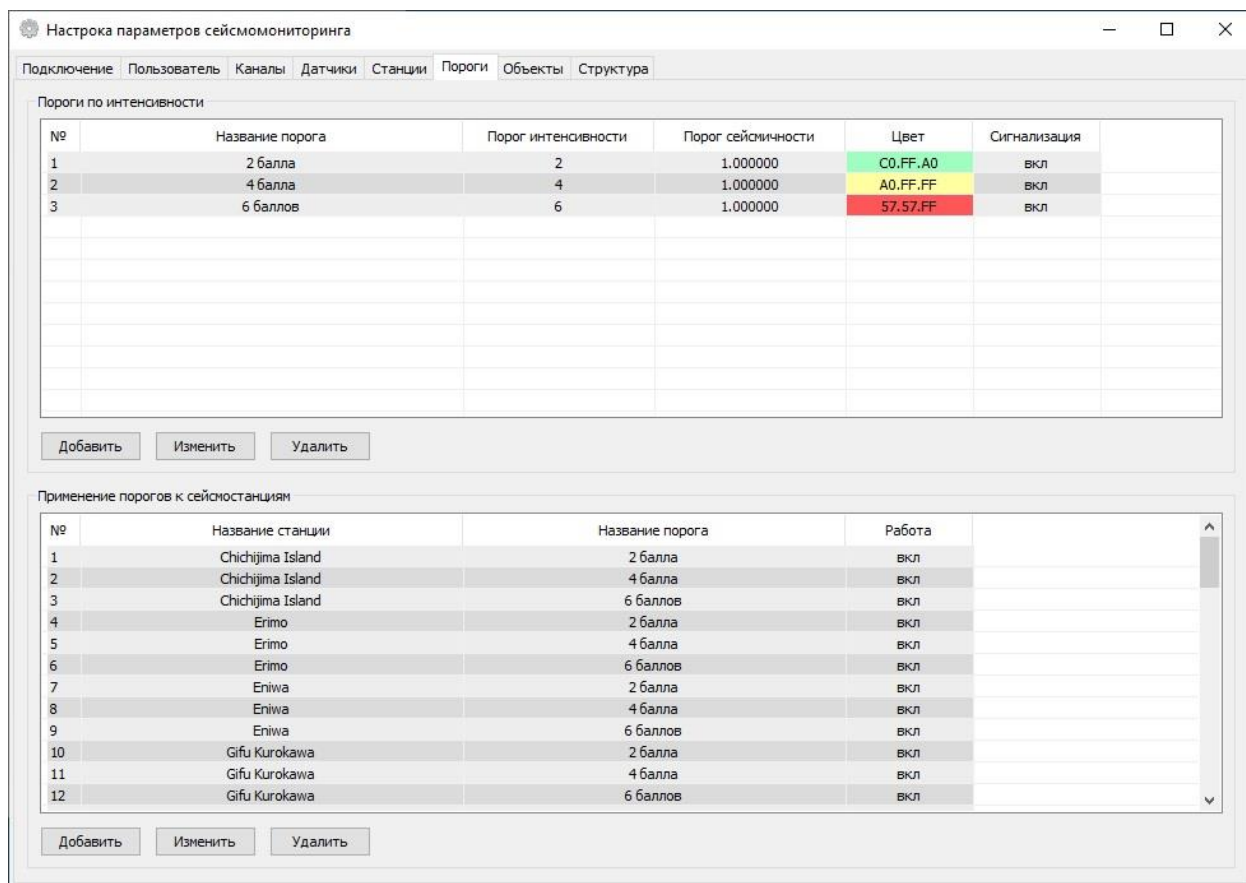 Настрока параметров сейсмомониторинга
Подключение Пользователь Каналы Датчики Станции Пороги Объекты Структура
Пороги по интенсивности
№ Название порога Порог интенсивности Порог сейсмичности Цвет Сигнализация
1 2 балла 2 1.000000 C0.FF.A0 вкл
2 4 балла 4 1.000000 A0.FF.FF вкл
3 6 баллов 6 1.000000 57.57.FF вкл
Добавить Изменить Удалить
Применение порогов к сейсмостанциям
№ Название станции Название порога Работа
1 Chichijima Island 2 балла вкл
2 Chichijima Island 4 балла вкл
3 Chichijima Island 6 баллов вкл
4 Erimo 2 балла вкл
5 Erimo 4 балла вкл
6 Erimo 6 баллов вкл
7 Eniwa 2 балла вкл
8 Eniwa 4 балла вкл
9 Eniwa 6 баллов вкл
10 Gifu Kurokawa 2 балла вкл
11 Gifu Kurokawa 4 балла вкл
12 Gifu Kurokawa 6 баллов вкл
Добавить Изменить Удалить